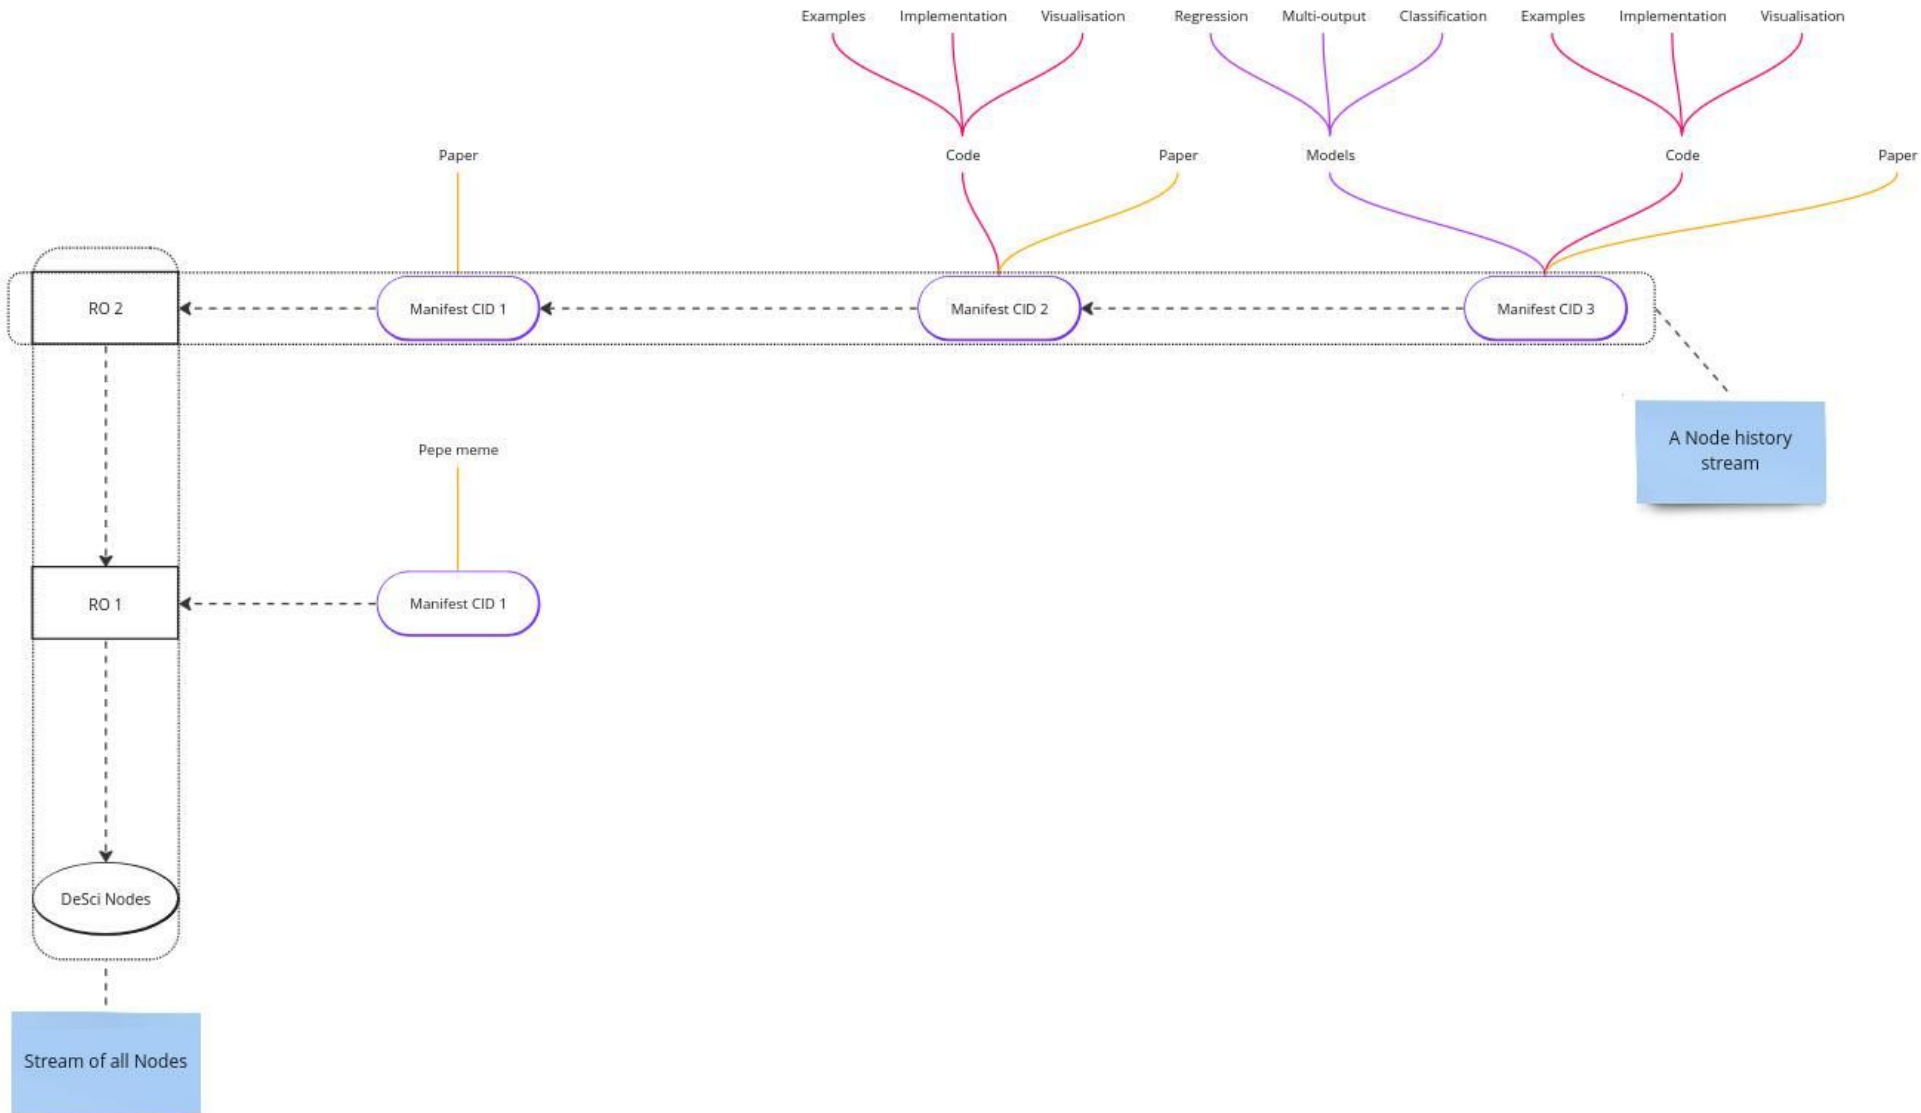 Examples Implementation Visualisation Regression Multi-output Classification Examples Implementation Visualisation
Paper Code Paper Models Code Paper
RO 2 Manifest CID 1 Manifest CID 2 Manifest CID 3
A Node history
stream
Pepe meme
RO 1 Manifest CID 1
DeSci Nodes
Stream of all Nodes